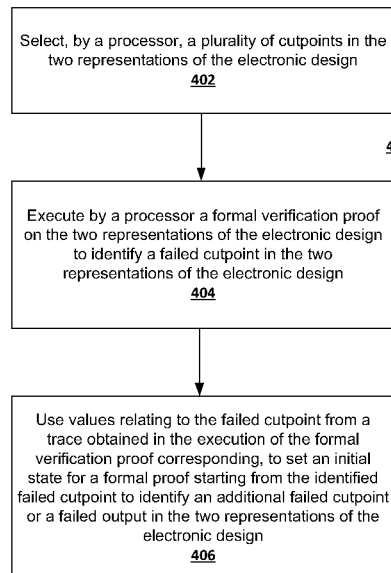 Select, by a processor, a plurality of cutpoints in the
two representations of the electronic design
402
4
Execute by a processor a formal verification proof
on the two representations of the electronic design
to identify a failed cutpoint in the two
representations of the electronic design
404
Use values relating to the failed cutpoint from a
trace obtained in the execution of the formal
verification proof corresponding, to set an initial
state for a formal proof starting from the identified
failed cutpoint to identify an additional failed cutpoint
or a failed output in the two representations of the
electronic design
406